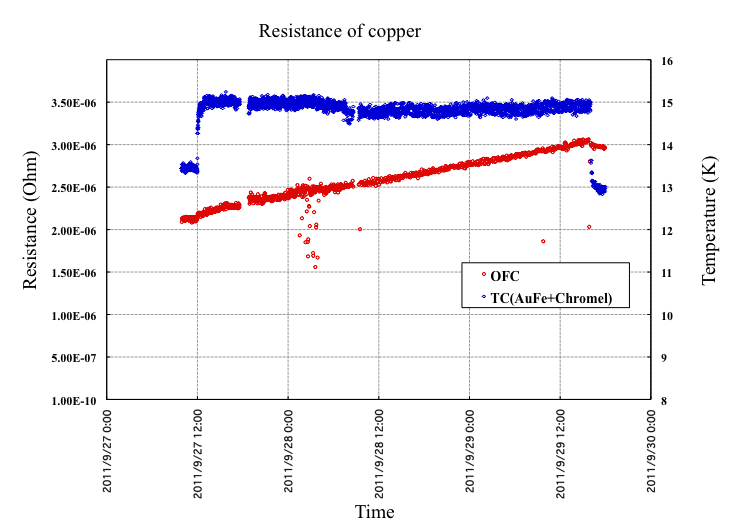 Resistance of copper
Resistance (Ohm)
3.50E-06
3.00E-06
2.50E-06
2.00E-06
1.50E-06
1.00E-06
5.00E-07
1.00E-10
16
15
14
13
12
11
10
9
8
Temperature (K)
OFC
TC(AuFe+Chromel)
2011/9/27 0:00
2011/9/27 12:00
2011/9/28 0:00
2011/9/28 12:00
2011/9/29 0:00
2011/9/29 12:00
2011/9/30 0:00
Time